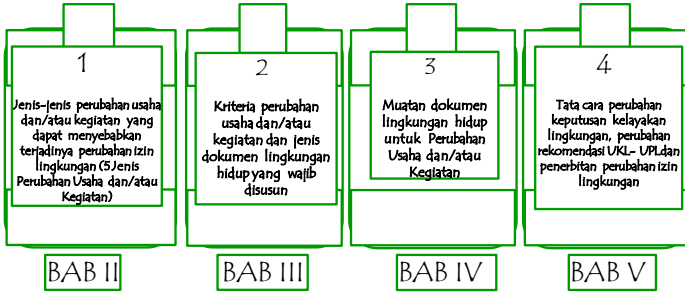 1
Jenis-jenis perubahan usaha
dan/atau kegiatan yang
dapat menyebabkan
terjadinya perubahan izin
lingkungan (5 Jenis
Perubahan Usaha dan/atau
Kegiatan)
BAB II
2
Kriteria perubahan
usaha dan/atau
kegiatan dan jenis
dokumen lingkungan
hidup yang wajib
disusun
BAB III
3
Muatan dokumen
lingkungan hidup
untuk Perubahan
Usaha dan/atau
Kegiatan
BAB IV
4
Tata cara perubahan
keputusan kelayakan
lingkungan, perubahan
rekomendasi UKL- UPL dan
penerbitan perubahan izin
lingkungan
BAB V